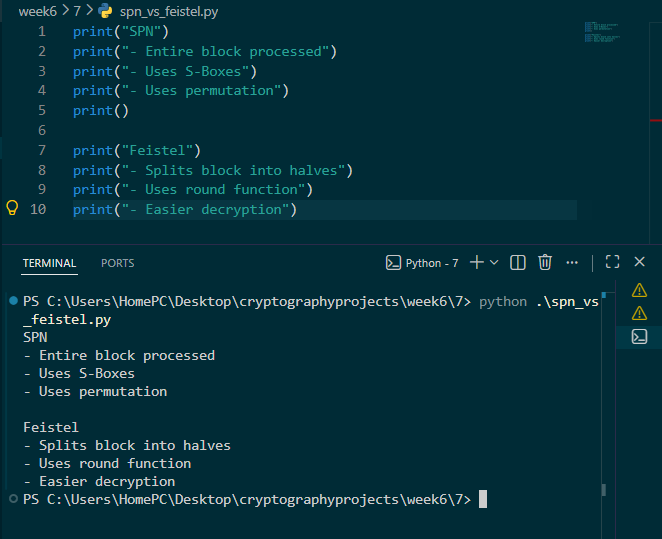 week6 > 7 > spn_vs_feistel.py
1 print("SPN")
2 print("- Entire block processed")
3 print("- Uses S-Boxes")
4 print("- Uses permutation")
5 print()
6
7 print("Feistel")
8 print("- Splits block into halves")
9 print("- Uses round function")
10 print("- Easier decryption")
TERMINAL PORTS Python - 7
PS C:\Users\HomePC\Desktop\cryptographyprojects\week6\7> python .\spn_vs
_feistel.py
SPN
- Entire block processed
- Uses S-Boxes
- Uses permutation

Feistel
- Splits block into halves
- Uses round function
- Easier decryption
PS C:\Users\HomePC\Desktop\cryptographyprojects\week6\7>